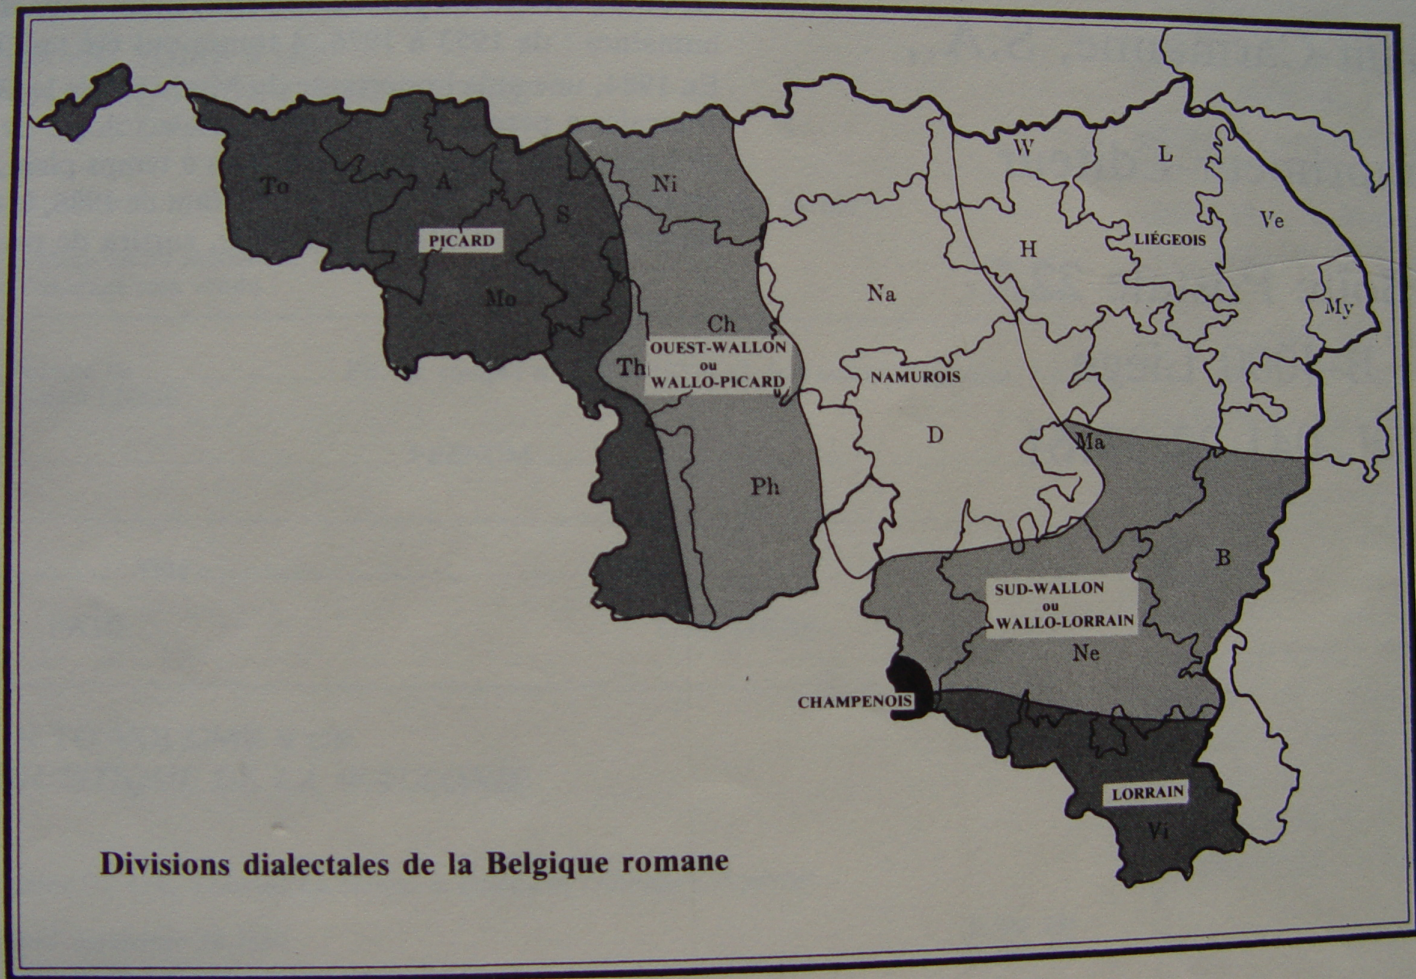 W
L
To
A
Ni
S
Ve
PICARD
LIÉGEOIS
H
Mo
Na
My
Ch
OUEST-WALLON
ou
WALLO-PICARD
Th
NAMUROIS
D
Ma
Ph
B
SUD-WALLON
ou
WALLO-LORRAIN
Ne
CHAMPENOIS
LORRAIN
Vi
Divisions dialectales de la Belgique romane